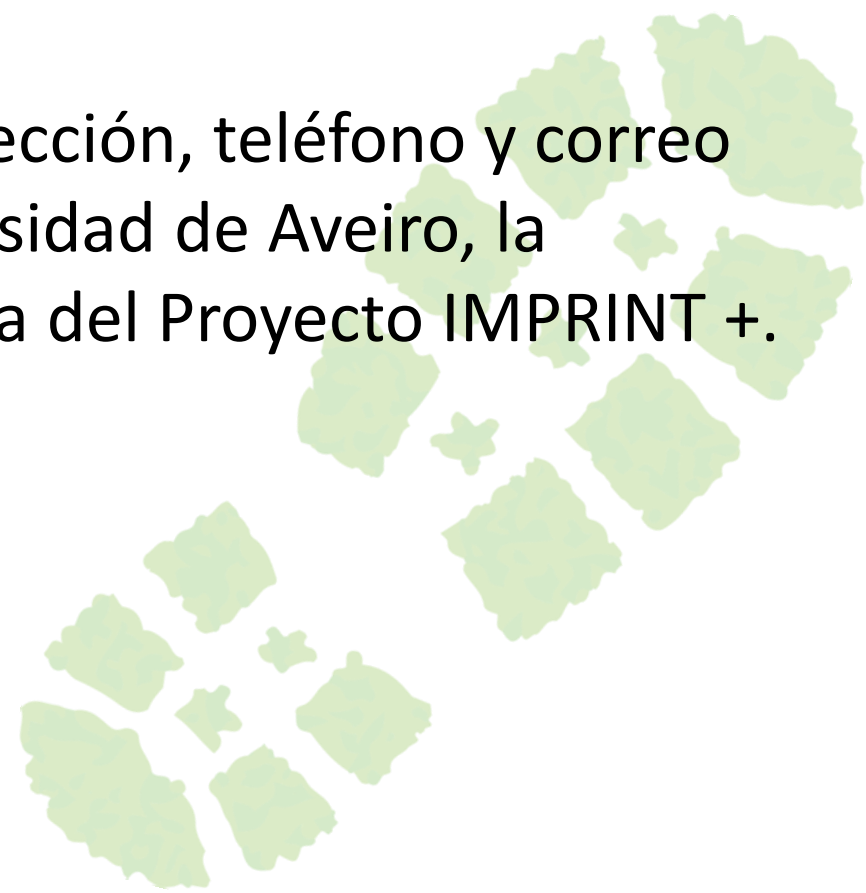 ección, teléfono y correo
sidad de Aveiro, la
a del Proyecto IMPRINT +.